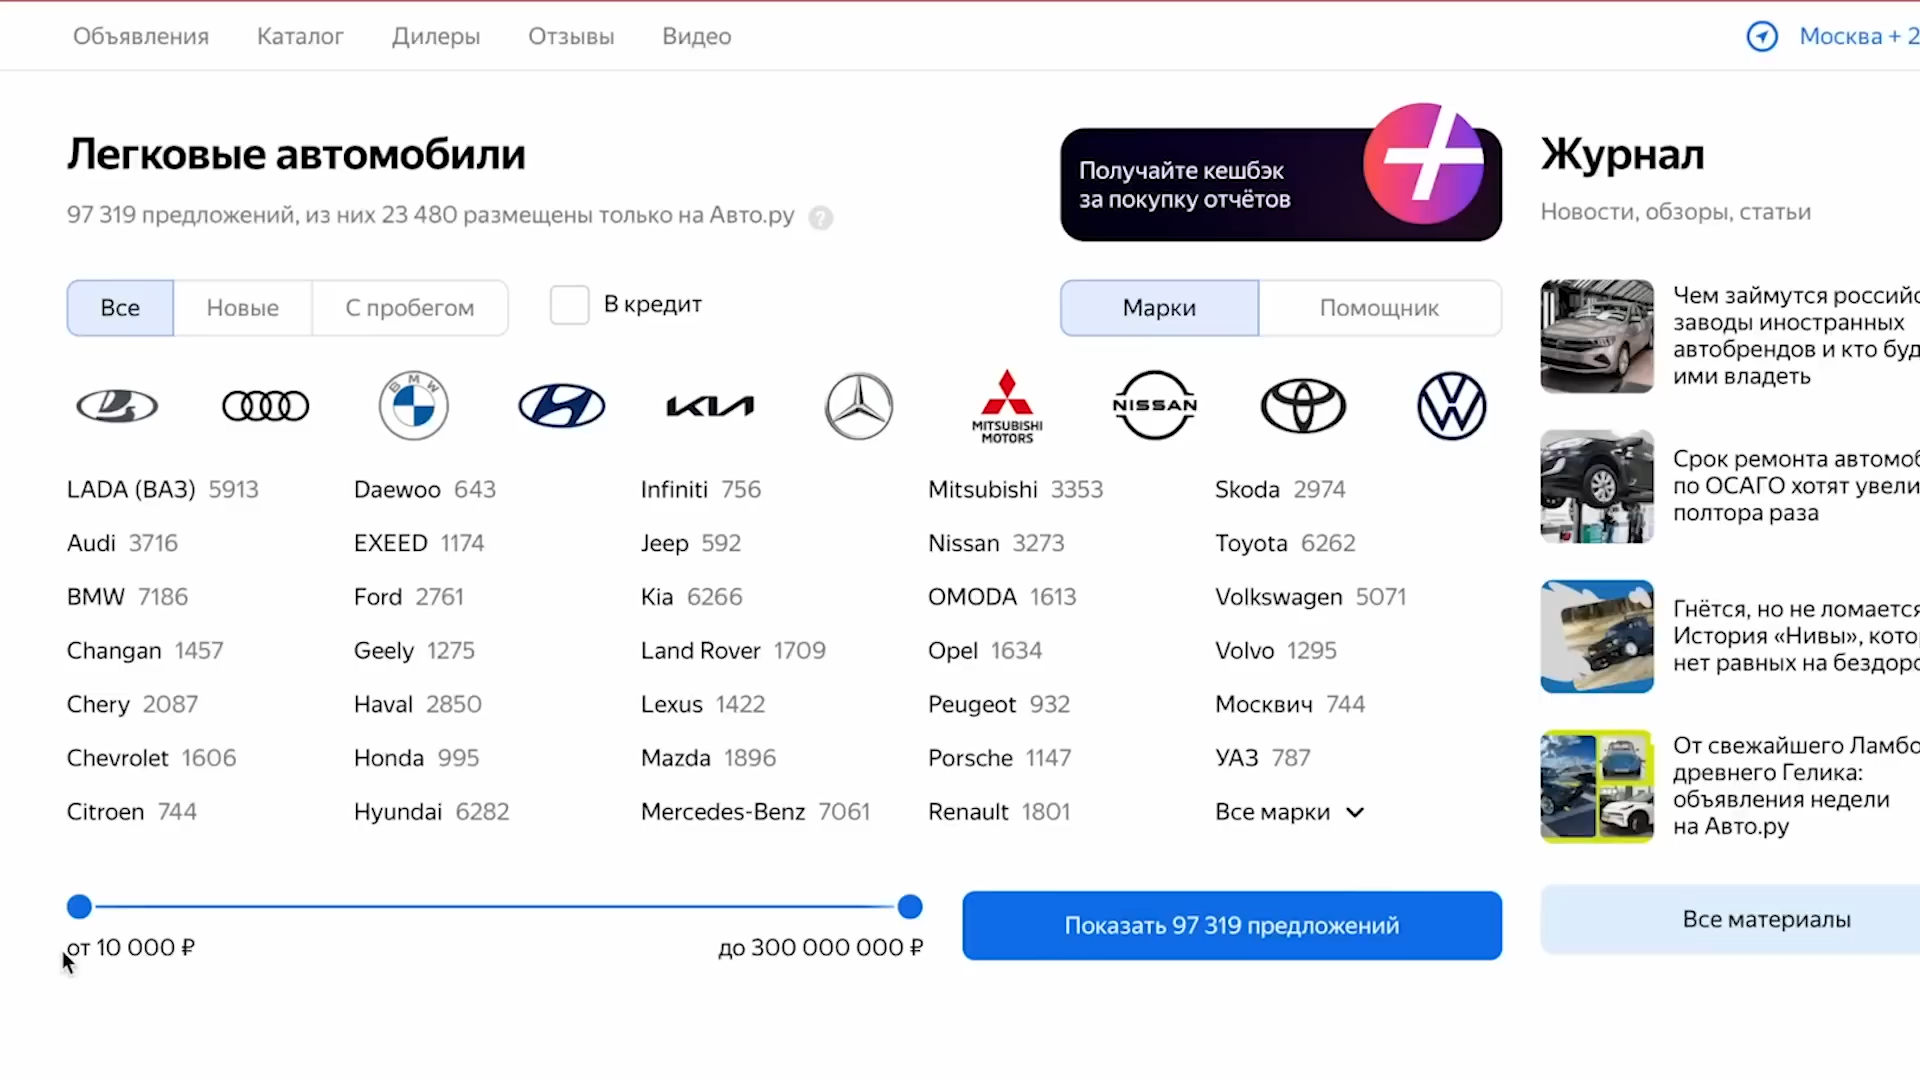 Объявления Каталог Дилеры Отзывы Видео
Москва + 2
Легковые автомобили
97 319 предложений, из них 23 480 размещены только на Авто.ру ?
Получайте кешбэк
за покупку отчётов
Все Новые С пробегом В кредит
Марки Помощник
BMW
KIA
MITSUBISHI
MOTORS
NISSAN
LADA (ВАЗ) 5913
Audi 3716
BMW 7186
Changan 1457
Chery 2087
Chevrolet 1606
Citroen 744
Daewoo 643
EXEED 1174
Ford 2761
Geely 1275
Haval 2850
Honda 995
Hyundai 6282
Infiniti 756
Jeep 592
Kia 6266
Land Rover 1709
Lexus 1422
Mazda 1896
Mercedes-Benz 7061
Mitsubishi 3353
Nissan 3273
OMODA 1613
Opel 1634
Peugeot 932
Porsche 1147
Renault 1801
Skoda 2974
Toyota 6262
Volkswagen 5071
Volvo 1295
Москвич 744
УАЗ 787
Все марки
от 10 000 ₽
до 300 000 000 ₽
Показать 97 319 предложений
Журнал
Новости, обзоры, статьи
Чем займутся российс
заводы иностранных
автобрендов и кто буд
ими владеть
Срок ремонта автомоб
по ОСАГО хотят увели
полтора раза
Гнётся, но не ломается
История «Нивы», кото
нет равных на бездоро
От свежайшего Ламбо
древнего Гелика:
объявления недели
на Авто.ру
Все материалы